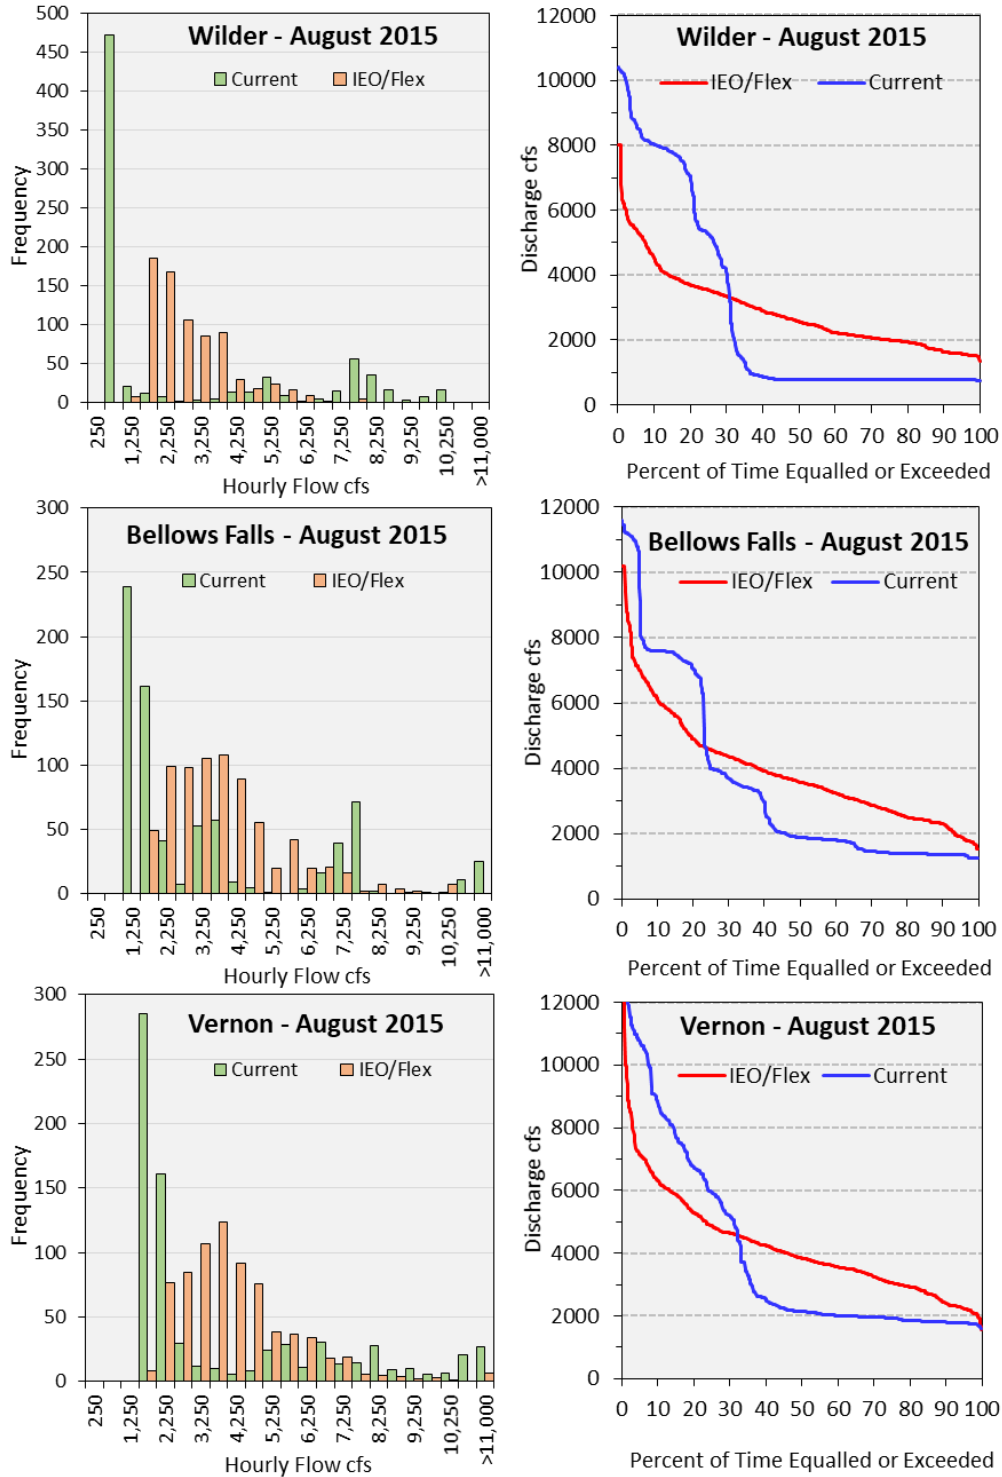 Wilder - August 2015
Current IEO/Flex
500
450
400
350
300
250
200
150
100
50
0
Frequency
250 1,250 2,250 3,250 4,250 5,250 6,250 7,250 8,250 9,250 10,250 >11,000
Hourly Flow cfs
Wilder - August 2015
IEO/Flex Current
12000
10000
8000
6000
4000
2000
0
Discharge cfs
0 10 20 30 40 50 60 70 80 90 100
Percent of Time Equalled or Exceeded
Bellows Falls - August 2015
Current IEO/Flex
300
250
200
150
100
50
0
Frequency
250 1,250 2,250 3,250 4,250 5,250 6,250 7,250 8,250 9,250 10,250 >11,000
Hourly Flow cfs
Bellows Falls - August 2015
IEO/Flex Current
12000
10000
8000
6000
4000
2000
0
Discharge cfs
0 10 20 30 40 50 60 70 80 90 100
Percent of Time Equalled or Exceeded
Vernon - August 2015
Current IEO/Flex
300
250
200
150
100
50
0
Frequency
250 1,250 2,250 3,250 4,250 5,250 6,250 7,250 8,250 9,250 10,250 >11,000
Hourly Flow cfs
Vernon - August 2015
IEO/Flex Current
12000
10000
8000
6000
4000
2000
0
Discharge cfs
0 10 20 30 40 50 60 70 80 90 100
Percent of Time Equalled or Exceeded